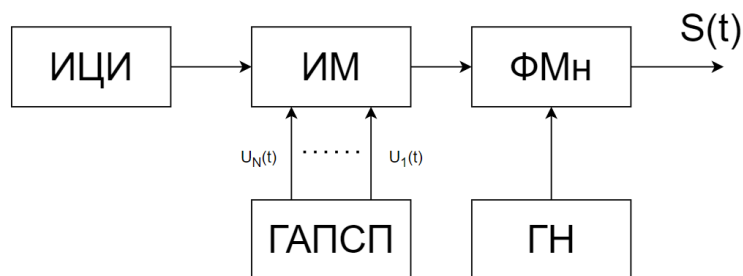 S(t)
ИЦИ
ИМ
ФМн
U_N(t)
......
U_1(t)
ГАПСП
ГН